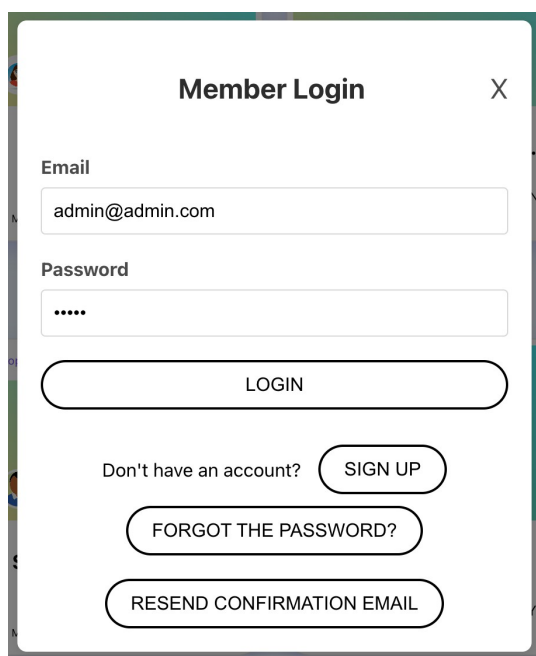 Member Login X
Email
admin@admin.com
Password
•••••
LOGIN
Don't have an account? SIGN UP
FORGOT THE PASSWORD?
RESEND CONFIRMATION EMAIL